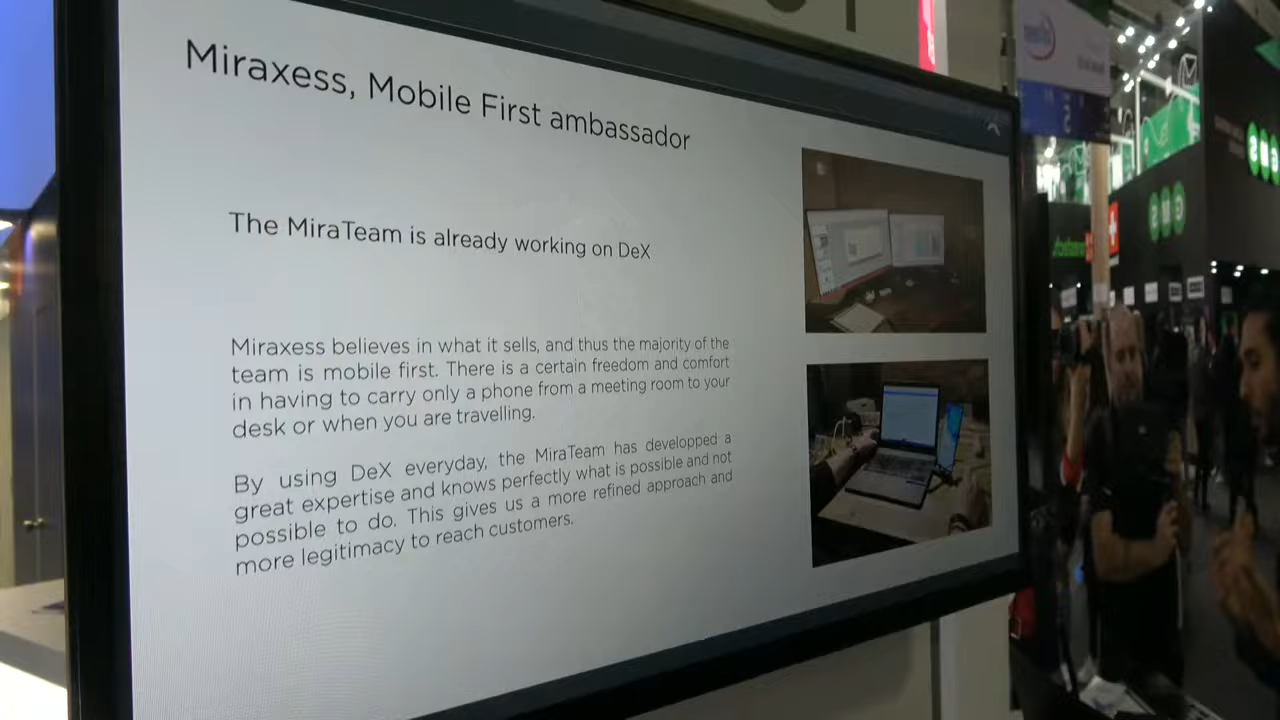 Miraxess, Mobile First ambassador
The MiraTeam is already working on DeX
Miraxess believes in what it sells, and thus the majority of the
team is mobile first. There is a certain freedom and comfort
in having to carry only a phone from a meeting room to your
desk or when you are travelling.
By using DeX everyday, the MiraTeam has developped a
great expertise and knows perfectly what is possible and not
possible to do. This gives us a more refined approach and
more legitimacy to reach customers.